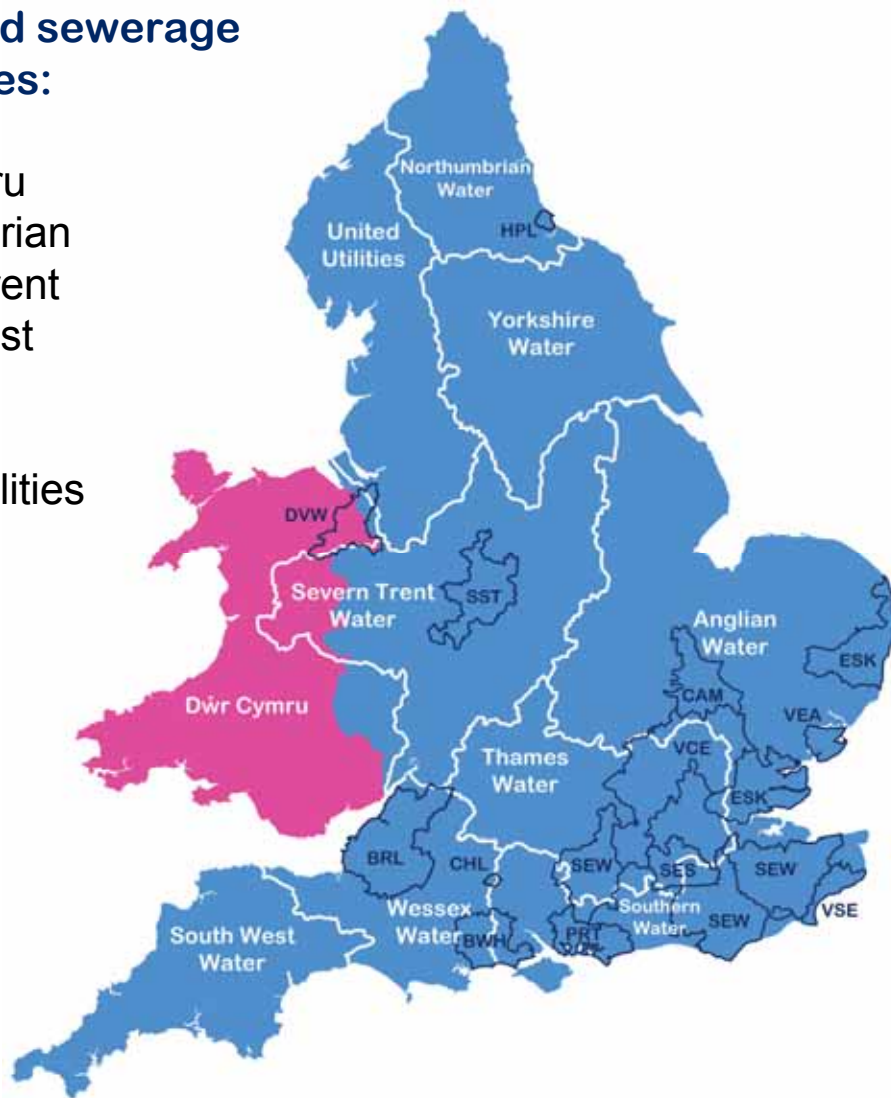 d sewerage
es:
ru
rian
ent
st
lities
Northumbrian
Water
HPL
United
Utilities
Yorkshire
Water
DVW
Severn Trent
Water
SST
Anglian
Water
ESK
CAM
VEA
Dŵr Cymru
VCE
Thames
Water
ESK
BRL
CHL
SEW
SES
SEW
VSE
Wessex
Water
BWH
PRT
Southern
Water
SEW
South West
Water